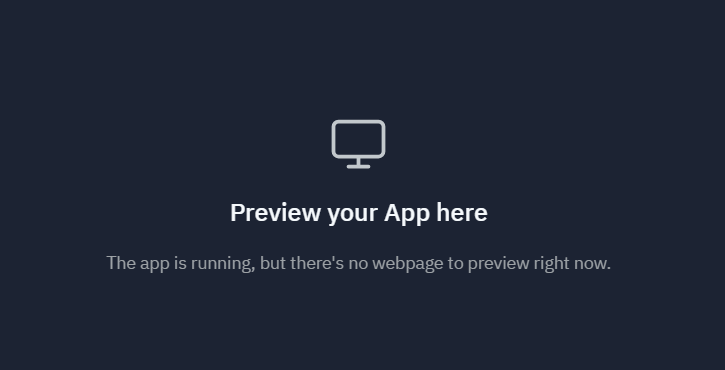 Preview your App here
The app is running, but there's no webpage to preview right now.